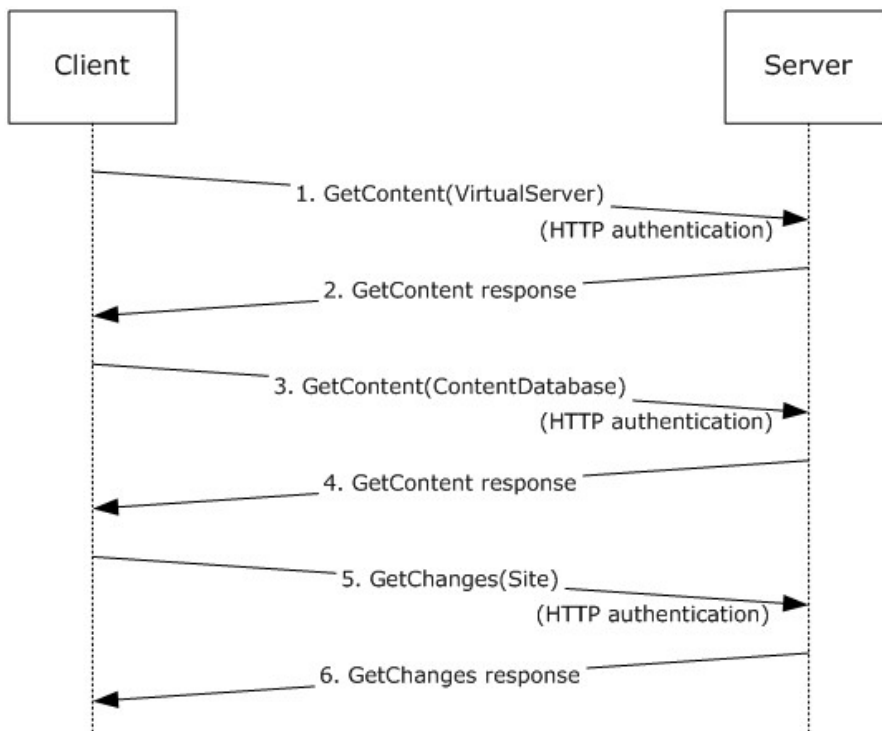 Client
Server
1. GetContent(VirtualServer)
(HTTP authentication)
2. GetContent response
3. GetContent(ContentDatabase)
(HTTP authentication)
4. GetContent response
5. GetChanges(Site)
(HTTP authentication)
6. GetChanges response